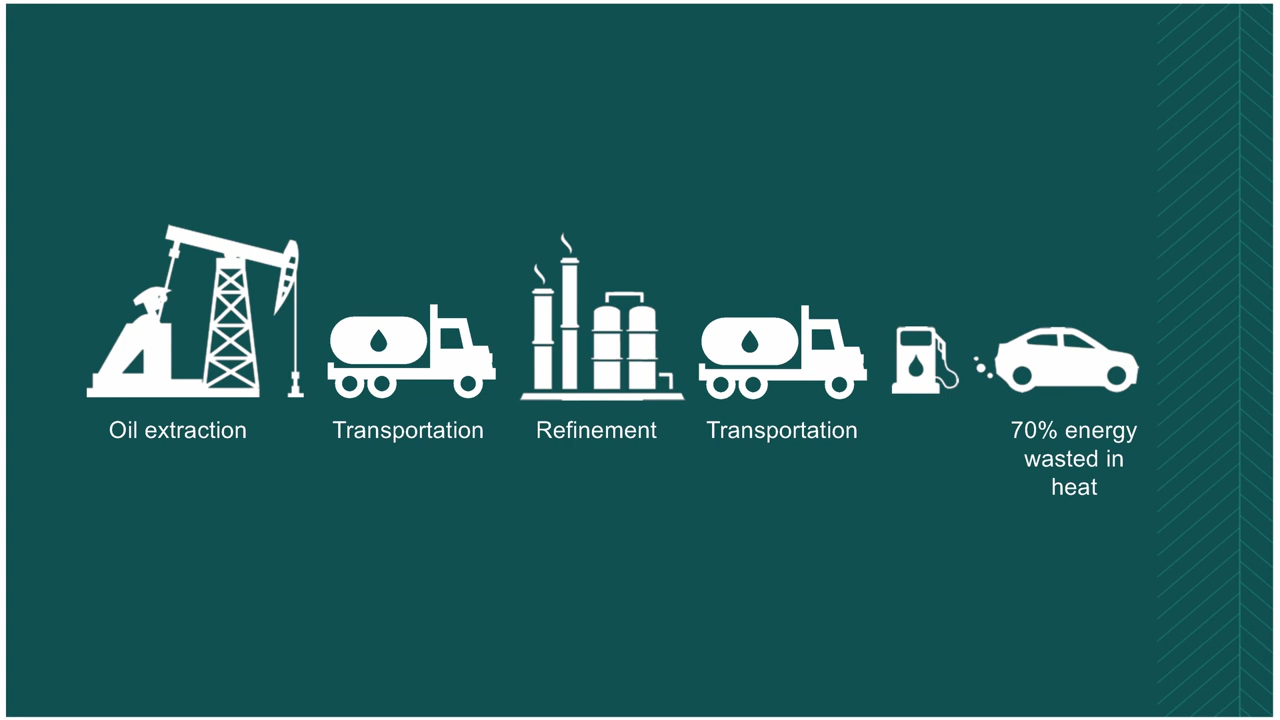 Oil extraction
Transportation
Refinement
Transportation
70% energy
wasted in
heat